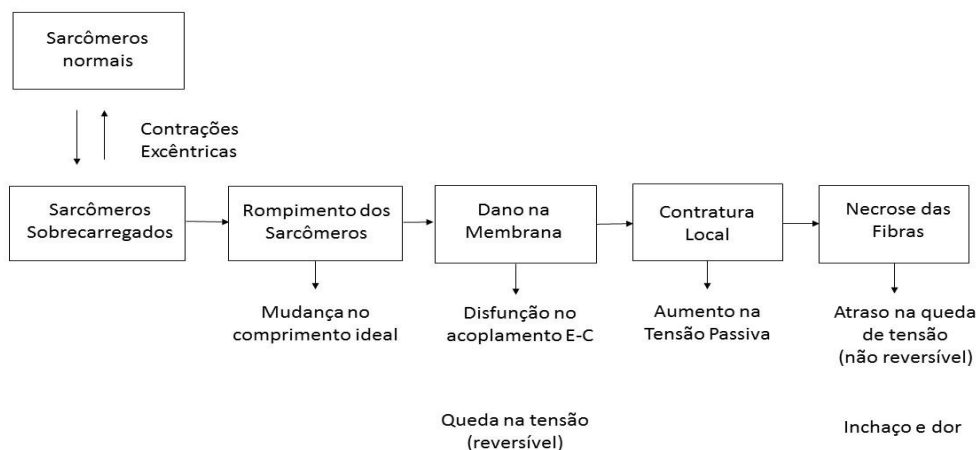 Sarcômeros
normais
Contrações
Excêntricas
Sarcômeros
Sobrecarregados
Rompimento dos
Sarcômeros
Dano na
Membrana
Contratura
Local
Necrose das
Fibras
Mudança no
comprimento ideal
Disfunção no
acoplamento E-C
Aumento na
Tensão Passiva
Atraso na queda
de tensão
(não reversível)
Queda na tensão
(reversível)
Inchaço e dor